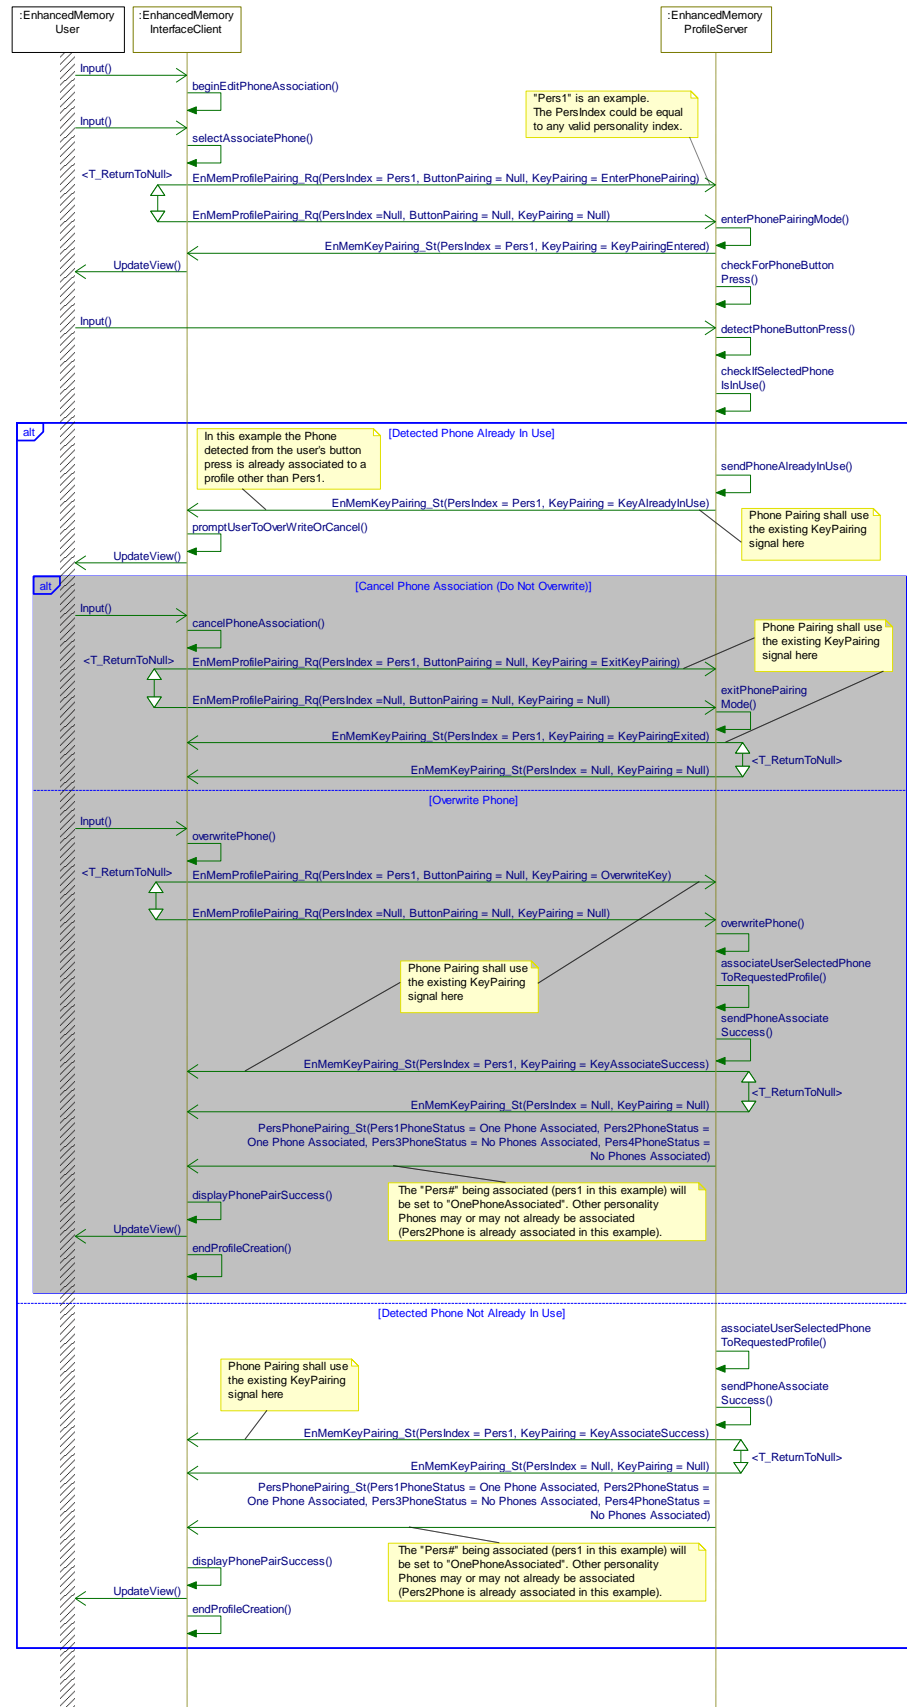 :EnhancedMemory
User
:EnhancedMemory
InterfaceClient
:EnhancedMemory
ProfileServer
Input()
beginEditPhoneAssociation()
"Pers1" is an example.
The PersIndex could be equal
to any valid personality index.
Input()
selectAssociatePhone()
<T_ReturnToNull>
EnMemProfilePairing_Rq(PersIndex = Pers1, ButtonPairing = Null, KeyPairing = EnterPhonePairing)
EnMemProfilePairing_Rq(PersIndex =Null, ButtonPairing = Null, KeyPairing = Null)
enterPhonePairingMode()
EnMemKeyPairing_St(PersIndex = Pers1, KeyPairing = KeyPairingEntered)
UpdateView()
checkForPhoneButton
Press()
Input()
detectPhoneButtonPress()
checkIfSelectedPhone
IsInUse()
alt
[Detected Phone Already In Use]
In this example the Phone
detected from the user's button
press is already associated to a
profile other than Pers1.
sendPhoneAlreadyInUse()
EnMemKeyPairing_St(PersIndex = Pers1, KeyPairing = KeyAlreadyInUse)
Phone Pairing shall use
the existing KeyPairing
signal here
promptUserToOverWriteOrCancel()
UpdateView()
alt
[Cancel Phone Association (Do Not Overwrite)]
Input()
cancelPhoneAssociation()
Phone Pairing shall use
the existing KeyPairing
signal here
<T_ReturnToNull>
EnMemProfilePairing_Rq(PersIndex = Pers1, ButtonPairing = Null, KeyPairing = ExitKeyPairing)
EnMemProfilePairing_Rq(PersIndex =Null, ButtonPairing = Null, KeyPairing = Null)
exitPhonePairing
Mode()
EnMemKeyPairing_St(PersIndex = Pers1, KeyPairing = KeyPairingExited)
<T_ReturnToNull>
EnMemKeyPairing_St(PersIndex = Null, KeyPairing = Null)
[Overwrite Phone]
Input()
overwritePhone()
<T_ReturnToNull>
EnMemProfilePairing_Rq(PersIndex = Pers1, ButtonPairing = Null, KeyPairing = OverwriteKey)
EnMemProfilePairing_Rq(PersIndex =Null, ButtonPairing = Null, KeyPairing = Null)
overwritePhone()
Phone Pairing shall use
the existing KeyPairing
signal here
associateUserSelectedPhone
ToRequestedProfile()
sendPhoneAssociate
Success()
EnMemKeyPairing_St(PersIndex = Pers1, KeyPairing = KeyAssociateSuccess)
<T_ReturnToNull>
EnMemKeyPairing_St(PersIndex = Null, KeyPairing = Null)
PersPhonePairing_St(Pers1PhoneStatus = One Phone Associated, Pers2PhoneStatus =
One Phone Associated, Pers3PhoneStatus = No Phones Associated, Pers4PhoneStatus =
No Phones Associated)
The "Pers#" being associated (pers1 in this example) will
be set to "OnePhoneAssociated". Other personality
Phones may or may not already be associated
(Pers2Phone is already associated in this example).
displayPhonePairSuccess()
UpdateView()
endProfileCreation()
[Detected Phone Not Already In Use]
associateUserSelectedPhone
ToRequestedProfile()
Phone Pairing shall use
the existing KeyPairing
signal here
sendPhoneAssociate
Success()
EnMemKeyPairing_St(PersIndex = Pers1, KeyPairing = KeyAssociateSuccess)
<T_ReturnToNull>
EnMemKeyPairing_St(PersIndex = Null, KeyPairing = Null)
PersPhonePairing_St(Pers1PhoneStatus = One Phone Associated, Pers2PhoneStatus =
One Phone Associated, Pers3PhoneStatus = No Phones Associated, Pers4PhoneStatus =
No Phones Associated)
The "Pers#" being associated (pers1 in this example) will
be set to "OnePhoneAssociated". Other personality
Phones may or may not already be associated
(Pers2Phone is already associated in this example).
displayPhonePairSuccess()
UpdateView()
endProfileCreation()